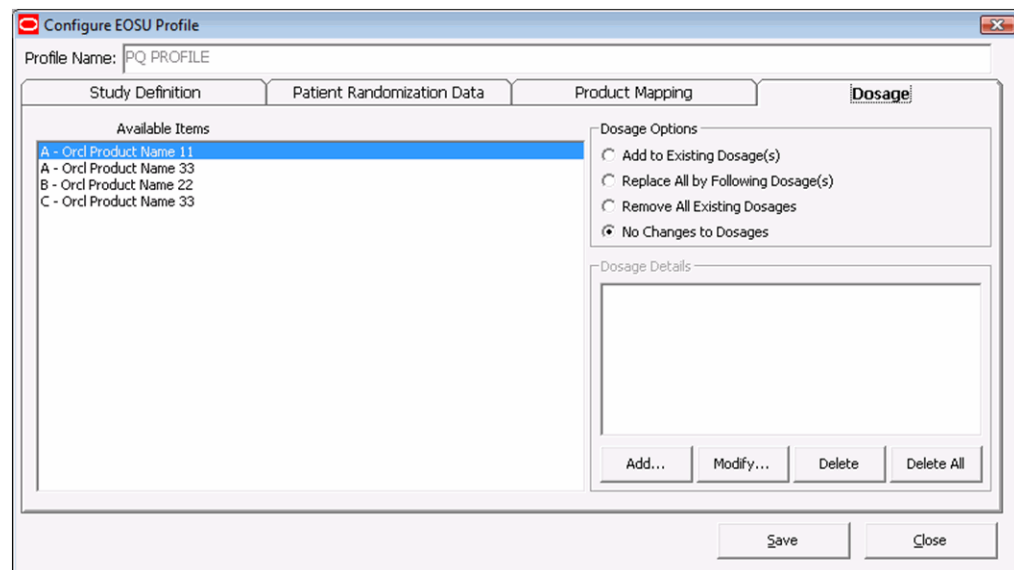 Configure EOSU Profile
Profile Name: PQ PROFILE
Study Definition
Patient Randomization Data
Product Mapping
Dosage
Available Items
A - Orcl Product Name 11
A - Orcl Product Name 33
B - Orcl Product Name 22
C - Orcl Product Name 33
Dosage Options
Add to Existing Dosage(s)
Replace All by Following Dosage(s)
Remove All Existing Dosages
No Changes to Dosages
Dosage Details
Add...
Modify...
Delete
Delete All
Save
Close